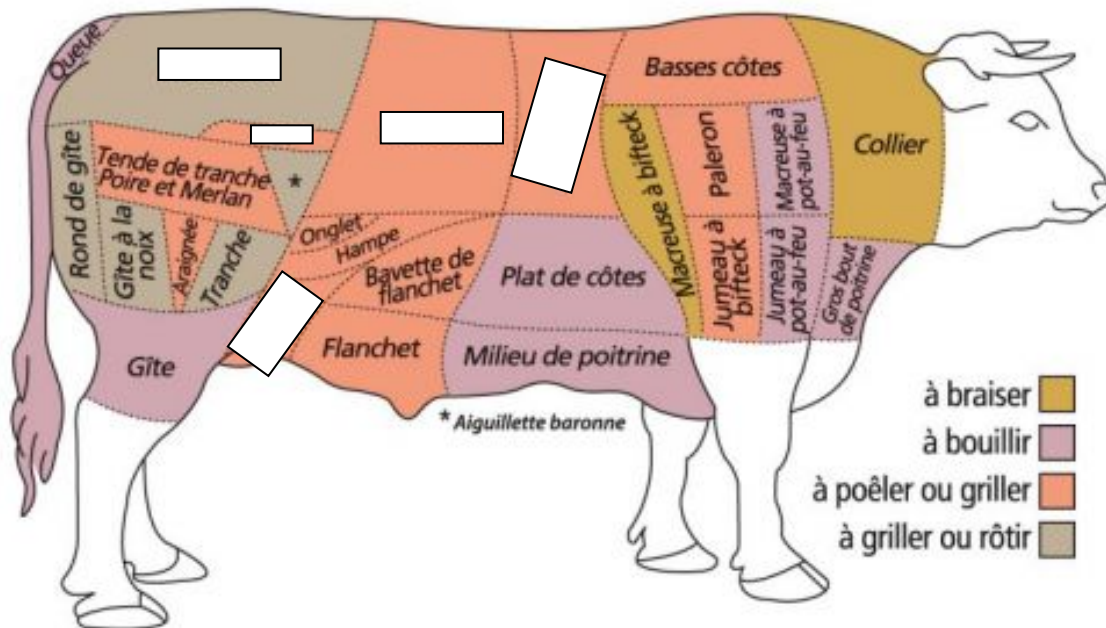 Queue
Basses côtes
Collier
Rond de gîte
Tende de tranche
Poire et Merlan
*
Gîte à la
noix
Araignée
Tranche
Onglet
Hampe
Bavette de
flanchet
Plat de côtes
Macreuse à bifteck
Paleron
Macreuse à
pot-au-feu
Jumeau à
bifteck
Jumeau à
pot-au-feu
Gros bout
de poitrine
Gîte
Flanchet
Milieu de poitrine
* Aiguillette baronne
à braiser
à bouillir
à poêler ou griller
à griller ou rôtir